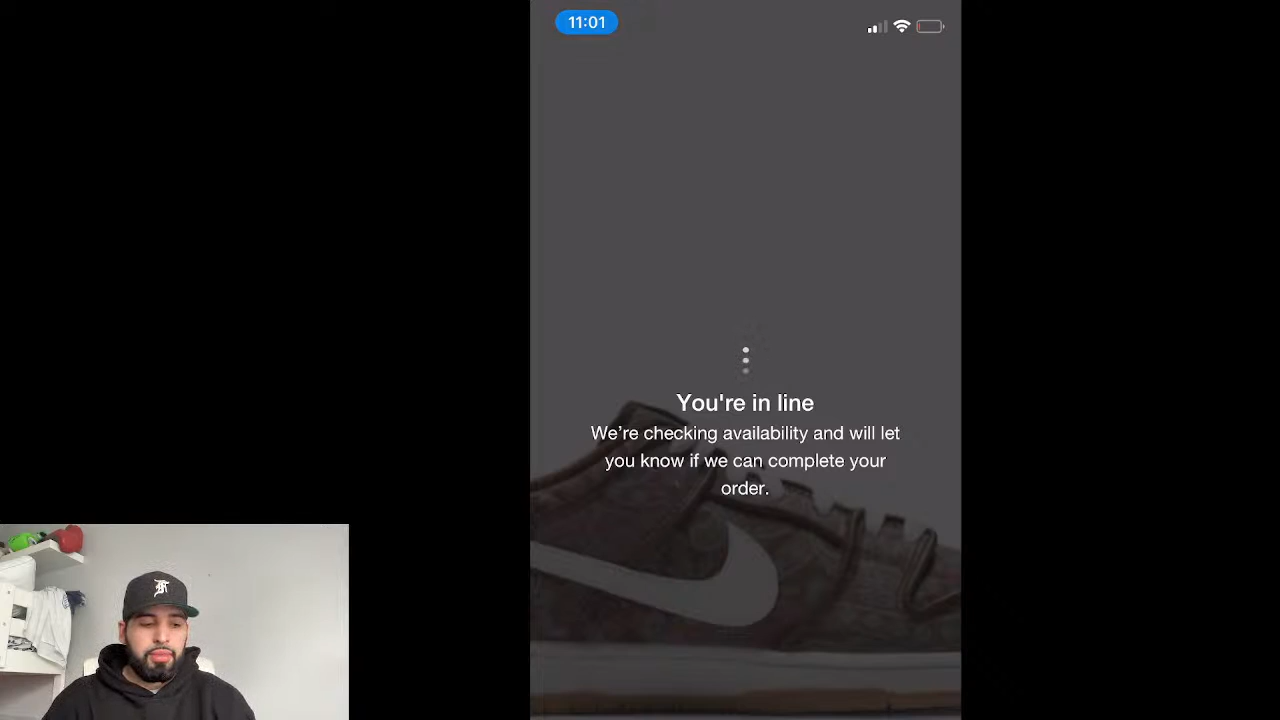 11:01
You're in line
We’re checking availability and will let
you know if we can complete your
order.